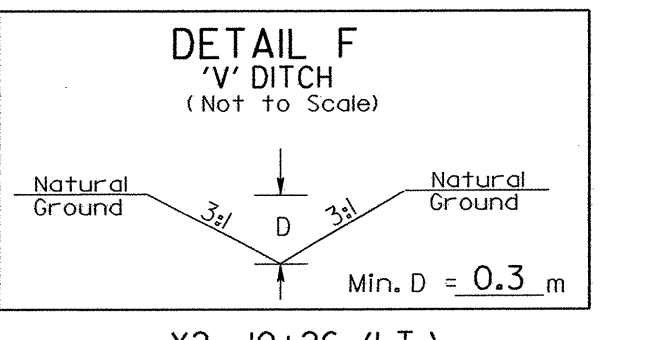 DETAIL F
'V' DITCH
(Not to Scale)
Natural
Ground
3:1
D
3:1
Natural
Ground
Min. D = 0.3 m